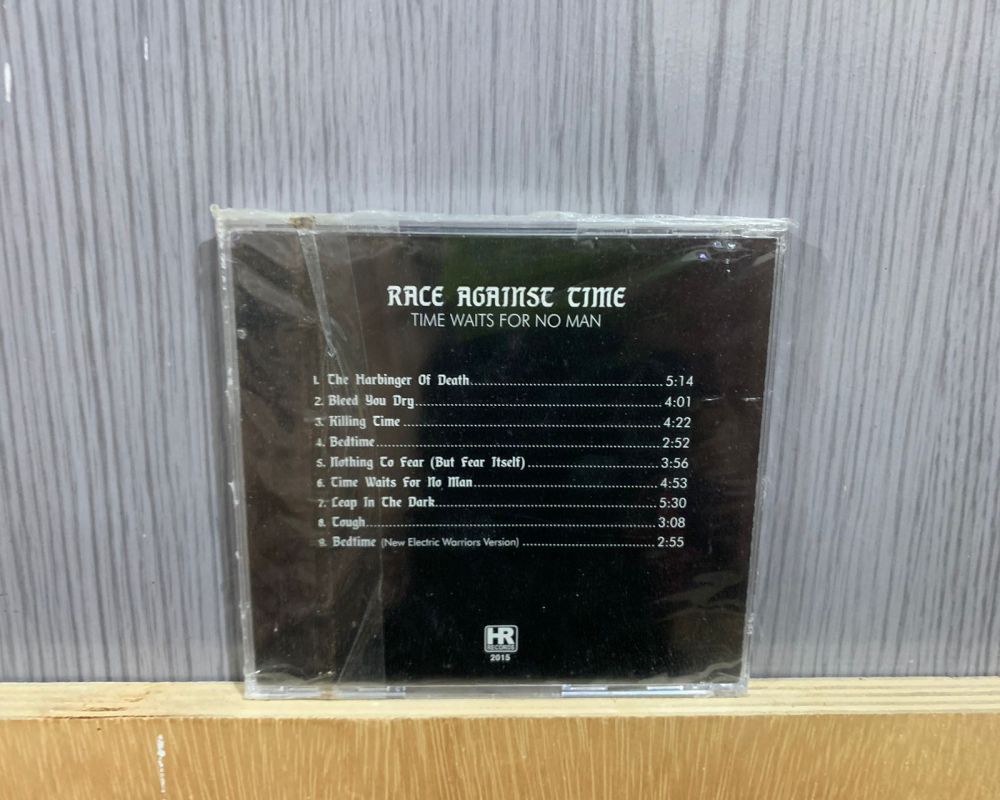 RACE AGAINST TIME
TIME WAITS FOR NO MAN
1. The Harbinger Of Death 5:14
2. Bleed You Dry 4:01
3. Killing Time 4:22
4. Bedtime 2:52
5. Nothing To Fear (But Fear Itself) 3:56
6. Time Waits For No Man 4:53
7. Leap In The Dark 5:30
8. Tough 3:08
9. Bedtime (New Electric Warriors Version) 2:55
HR
RECORDS
2015